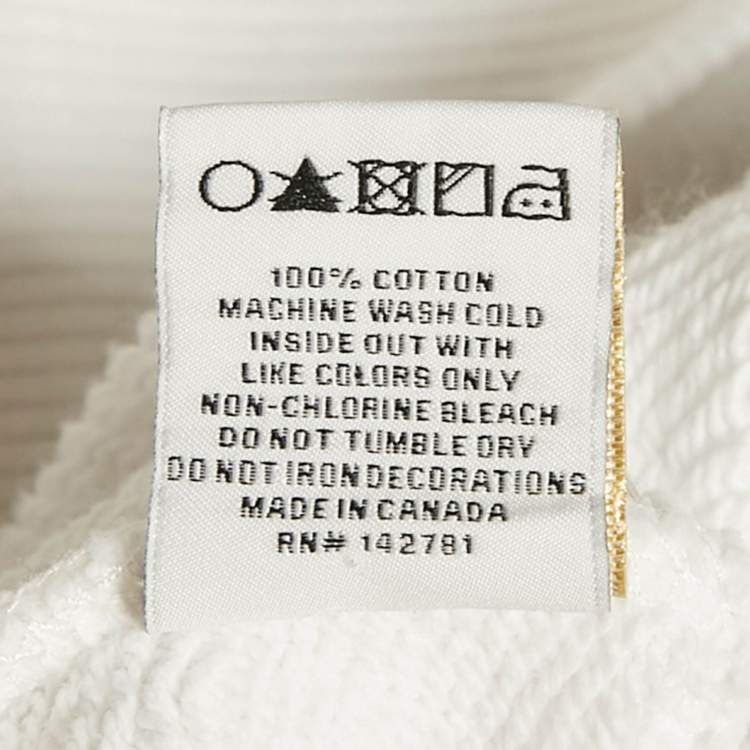 100% COTTON
MACHINE WASH COLD
INSIDE OUT WITH
LIKE COLORS ONLY
NON-CHLORINE BLEACH
DO NOT TUMBLE DRY
DO NOT IRON DECORATIONS
MADE IN CANADA
RN# 142781